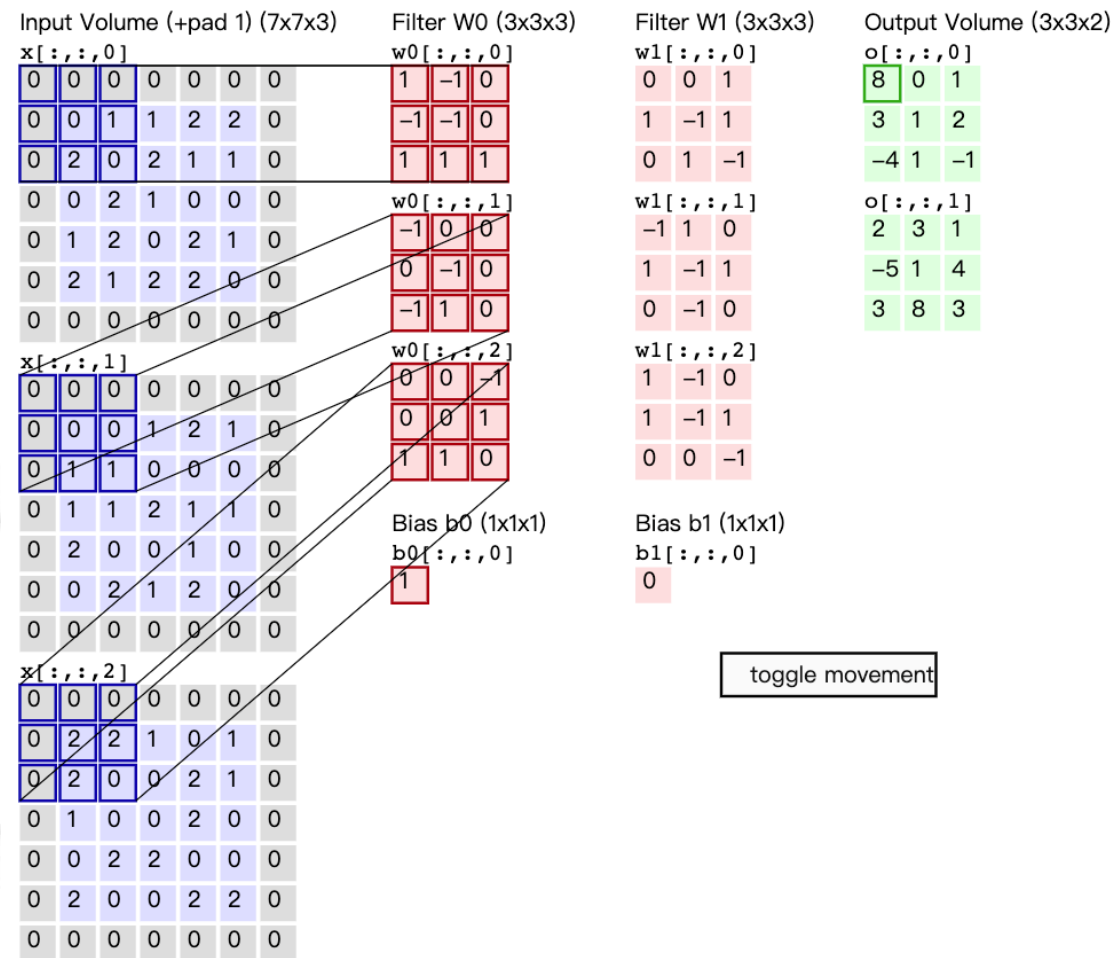 Input Volume (+pad 1) (7x7x3) Filter W0 (3x3x3) Filter W1 (3x3x3) Output Volume (3x3x2)
x[:,:,0] w0[:,:,0] w1[:,:,0] o[:,:,0]
0 0 0 0 0 0 0 1 –1 0 0 0 1 8 0 1
0 0 1 1 2 2 0 –1 –1 0 1 –1 1 3 1 2
0 2 0 2 1 1 0 1 1 1 0 1 –1 –4 1 –1
0 0 2 1 0 0 0 w0[:,:,1] w1[:,:,1] o[:,:,1]
0 1 2 0 2 1 0 –1 0 0 –1 1 0 2 3 1
0 2 1 2 2 0 0 0 –1 0 1 –1 1 –5 1 4
0 0 0 0 0 0 0 –1 1 0 0 –1 0 3 8 3
x[:,:,1] w0[:,:,2] w1[:,:,2]
0 0 0 0 0 0 0 0 0 –1 1 –1 0
0 0 0 1 2 1 0 0 0 1 1 –1 1
0 1 1 0 0 0 0 1 1 0 0 0 –1
0 1 1 2 1 1 0 Bias b0 (1x1x1) Bias b1 (1x1x1)
0 2 0 0 1 0 0 b0[:,:,0] b1[:,:,0]
0 0 2 1 2 0 0 1 0
0 0 0 0 0 0 0
x[:,:,2] toggle movement
0 0 0 0 0 0 0
0 2 2 1 0 1 0
0 2 0 0 2 1 0
0 1 0 0 2 0 0
0 0 2 2 0 0 0
0 2 0 0 2 2 0
0 0 0 0 0 0 0